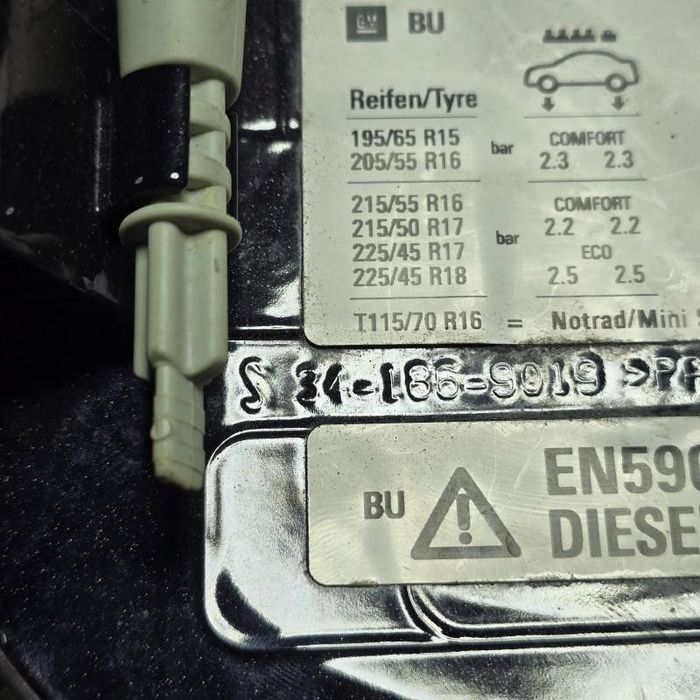 GM BU
Reifen/Tyre
195/65 R15 bar COMFORT
205/55 R16 2.3 2.3
215/55 R16 COMFORT
215/50 R17 bar 2.2 2.2
225/45 R17 ECO
225/45 R18 2.5 2.5
T115/70 R16 = Notrad/Mini
34-186-9019 >PP
EN590
BU DIESEL